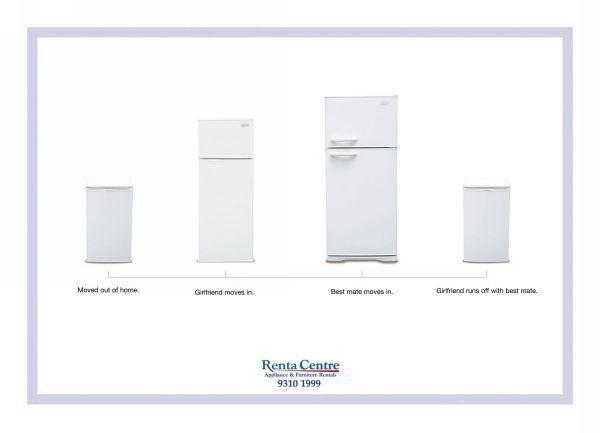 Moved out of home.
Girlfriend moves in.
Best mate moves in.
Girlfriend runs off with best mate.
Renta Centre
Appliance & Furniture Rentals
9310 1999